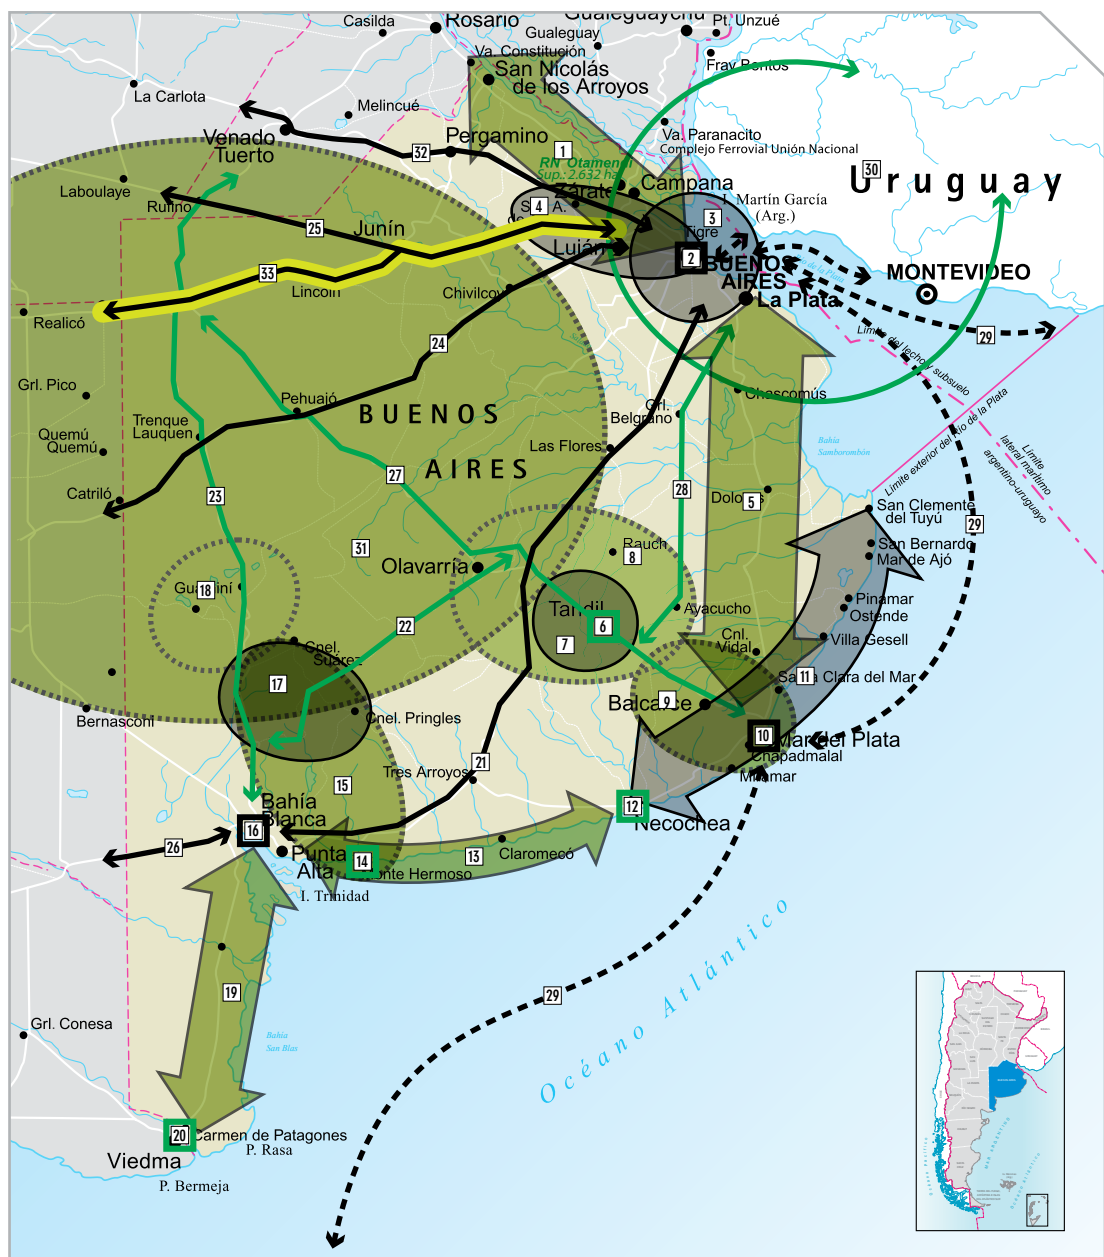 Casilda
Rosario
Gualeguaychú
Pt. Unzué
Gualeguay
Va. Constitución
Fray Bentos
San Nicolás
de los Arroyos
La Carlota
Melincué
Venado
Tuerto
32
Pergamino
1
Va. Paranacito
Complejo Ferrovial Unión Nacional
RN Otamendi
Sup.: 2.632 ha
30
Uruguay
Laboulaye
Rufino
Zárate
Campana
I. Martín García
(Arg.)
4
3
25
Junín
Tigre
Luján
2
BUENOS
AIRES
MONTEVIDEO
33
Lincoln
Chivilcoy
La Plata
Realicó
24
29
Límite del lecho y subsuelo
Grl. Pico
Pehuajó
BUENOS
AIRES
Chascomús
Grl.
Belgrano
Trenque
Lauquen
Quemú
Quemú
Las Flores
Bahía
Samborombón
Límite exterior del Río de la Plata
Límite
lateral marítimo
argentino-uruguayo
27
28
Catriló
23
Dolores
5
San Clemente
del Tuyú
29
31
Rauch
8
San Bernardo
Mar de Ajó
Olavarría
18
Tandil
Ayacucho
Pinamar
Ostende
22
6
7
Cnl.
Vidal
Villa Gesell
Cnel.
Suárez
17
11
Santa Clara del Mar
9
Balcarce
Bernasconi
Cnel. Pringles
10
Mar del Plata
Chapadmalal
21
Tres Arroyos
15
Miramar
Bahía
Blanca
16
12
Necochea
26
Punta
Alta
14
13
Claromecó
Monte Hermoso
I. Trinidad
19
29
Océano Atlántico
Grl. Conesa
Bahía
San Blas
20
Carmen de Patagones
P. Rasa
Viedma
P. Bermeja